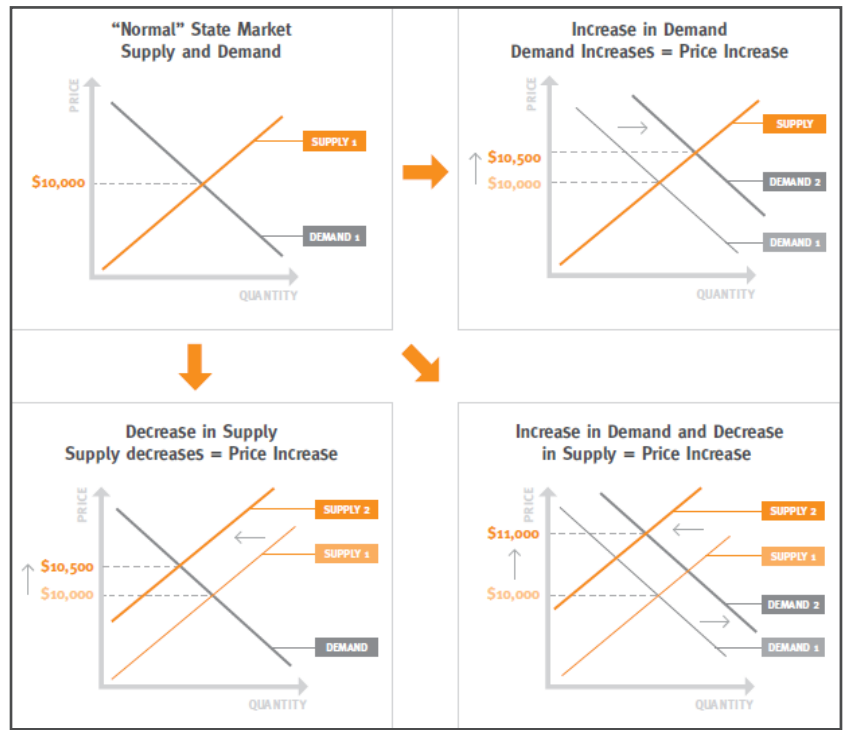 “Normal” State Market
Supply and Demand
PRICE
SUPPLY 1
$10,000
DEMAND 1
QUANTITY
Increase in Demand
Demand Increases = Price Increase
PRICE
SUPPLY
$10,500
$10,000
DEMAND 2
DEMAND 1
QUANTITY
Decrease in Supply
Supply decreases = Price Increase
PRICE
SUPPLY 2
SUPPLY 1
$10,500
$10,000
DEMAND
QUANTITY
Increase in Demand and Decrease
in Supply = Price Increase
PRICE
SUPPLY 2
$11,000
SUPPLY 1
$10,000
DEMAND 2
DEMAND 1
QUANTITY